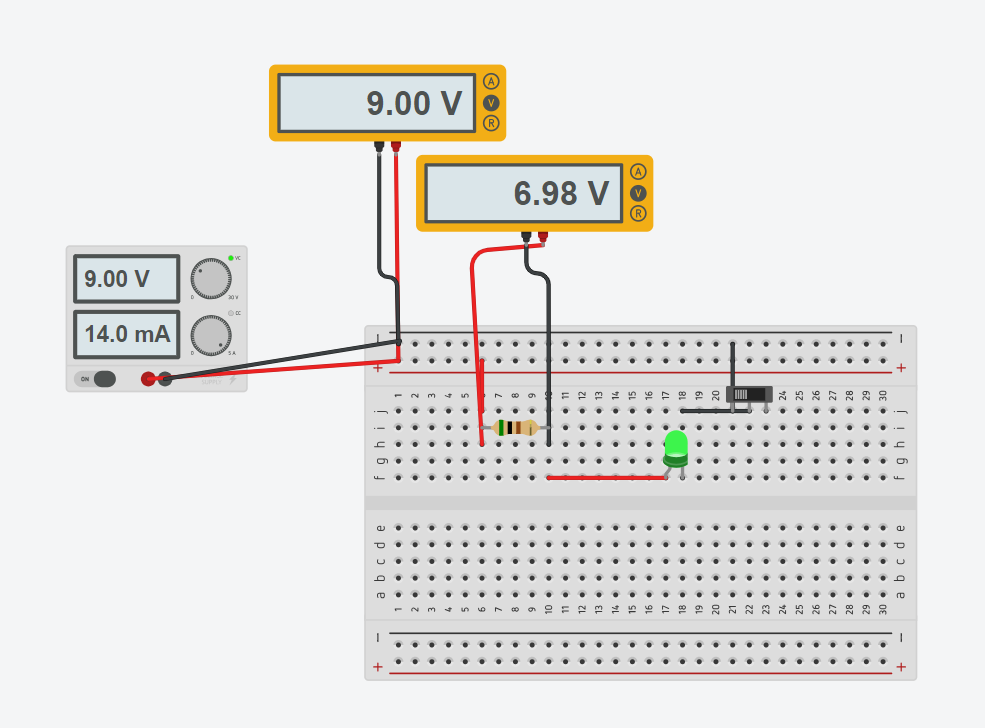 9.00 V
A
V
R
6.98 V
A
V
R
9.00 V
VC
0 30 V
14.0 mA
CC
0 5 A
ON
SUPPLY
+ +
1 2 3 4 5 6 7 8 9 10 11 12 13 14 15 16 17 18 19 20 21 24 25 26 27 28 29 30
j j
i i
h h
g g
f f
e e
d d
c c
b b
a a
1 2 3 4 5 6 7 8 9 10 11 12 13 14 15 16 17 18 19 20 21 22 23 24 25 26 27 28 29 30
+ +